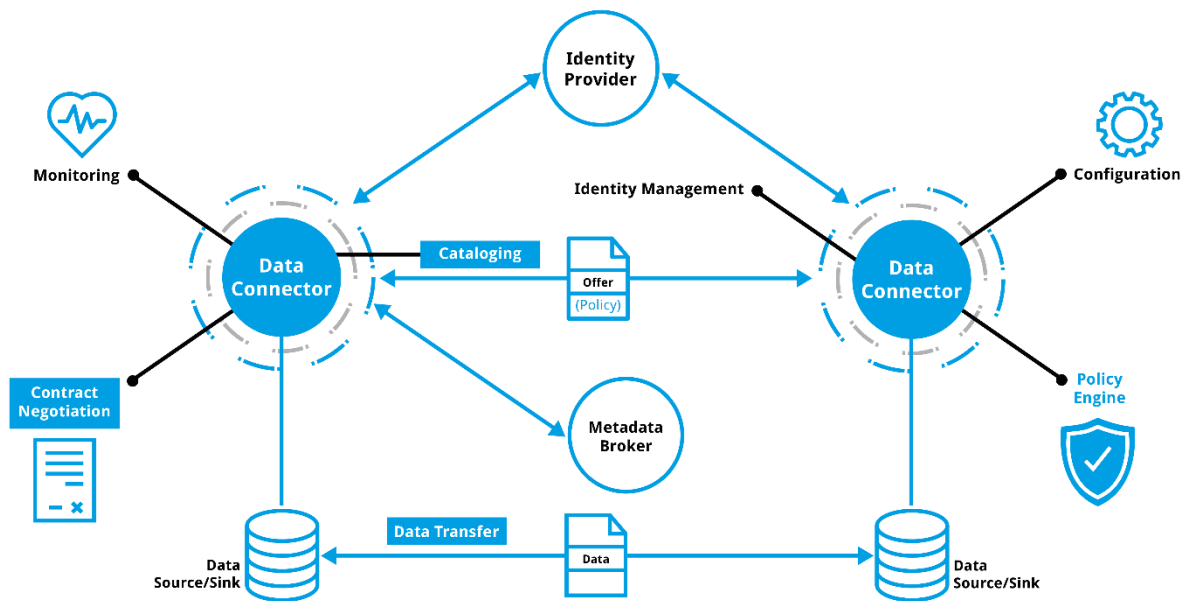 Identity
Provider
Monitoring
Configuration
Identity Management
Cataloging
Data
Connector
Offer
(Policy)
Data
Connector
Contract
Negotiation
Policy
Engine
Metadata
Broker
Data Transfer
Data
Source/Sink
Data
Data
Source/Sink